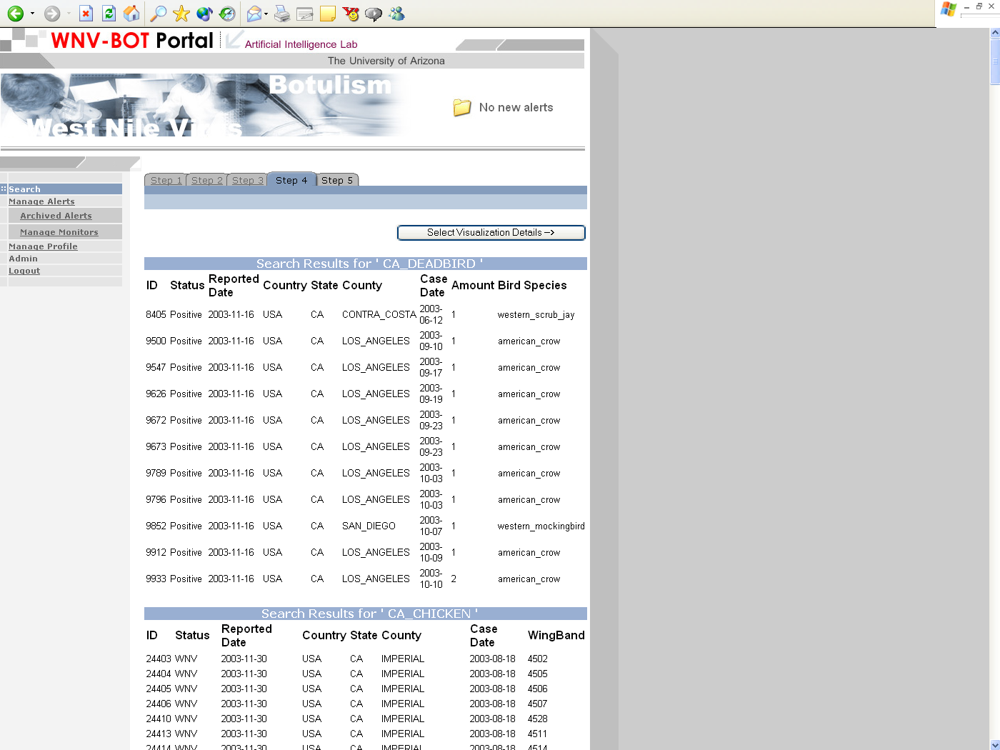 WNV-BOT Portal
Artificial Intelligence Lab
The University of Arizona
Botulism
West Nile Virus
No new alerts
Step 1 Step 2 Step 3 Step 4 Step 5
Search
Manage Alerts
Archived Alerts
Manage Monitors
Manage Profile
Admin
Logout
Select Visualization Details -->
Search Results for ' CA_DEADBIRD '
ID Status Reported Date Country State County Case Date Amount Bird Species
8405 Positive 2003-11-16 USA CA CONTRA_COSTA 2003-06-12 1 western_scrub_jay
9500 Positive 2003-11-16 USA CA LOS_ANGELES 2003-09-10 1 american_crow
9547 Positive 2003-11-16 USA CA LOS_ANGELES 2003-09-17 1 american_crow
9626 Positive 2003-11-16 USA CA LOS_ANGELES 2003-09-19 1 american_crow
9672 Positive 2003-11-16 USA CA LOS_ANGELES 2003-09-23 1 american_crow
9673 Positive 2003-11-16 USA CA LOS_ANGELES 2003-09-23 1 american_crow
9789 Positive 2003-11-16 USA CA LOS_ANGELES 2003-10-03 1 american_crow
9796 Positive 2003-11-16 USA CA LOS_ANGELES 2003-10-03 1 american_crow
9852 Positive 2003-11-16 USA CA SAN_DIEGO 2003-10-07 1 western_mockingbird
9912 Positive 2003-11-16 USA CA LOS_ANGELES 2003-10-09 1 american_crow
9933 Positive 2003-11-16 USA CA LOS_ANGELES 2003-10-10 2 american_crow
Search Results for ' CA_CHICKEN '
ID Status Reported Date Country State County Case Date WingBand
24403 WNV 2003-11-30 USA CA IMPERIAL 2003-08-18 4502
24404 WNV 2003-11-30 USA CA IMPERIAL 2003-08-18 4505
24405 WNV 2003-11-30 USA CA IMPERIAL 2003-08-18 4506
24406 WNV 2003-11-30 USA CA IMPERIAL 2003-08-18 4507
24410 WNV 2003-11-30 USA CA IMPERIAL 2003-08-18 4528
24413 WNV 2003-11-30 USA CA IMPERIAL 2003-08-18 4511
24414 WNV 2003-11-30 USA CA IMPERIAL 2003-08-18 4514